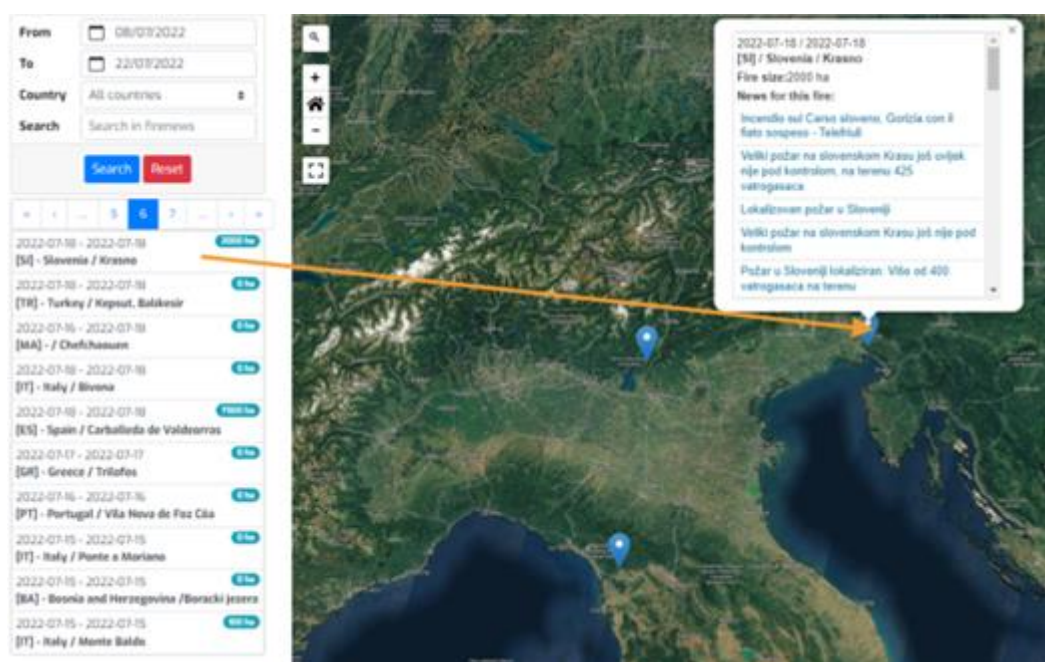 From 08/07/2022
To 22/07/2022
Country All countries
Search Search in firenews
Search Reset
« ‹ ... 5 6 7 ... › »
2022-07-18 - 2022-07-18 2000 ha
[SI] - Slovenia / Krasno
2022-07-18 - 2022-07-18 0 ha
[TR] - Turkey / Kepsut, Balıkesir
2022-07-16 - 2022-07-18 0 ha
[MA] - / Chefchaouen
2022-07-18 - 2022-07-18 0 ha
[IT] - Italy / Bivona
2022-07-18 - 2022-07-18
[ES] - Spain / Carballeda de Valdeorras
2022-07-17 - 2022-07-17 0 ha
[GR] - Greece / Trilofos
2022-07-16 - 2022-07-16 0 ha
[PT] - Portugal / Vila Nova de Foz Côa
2022-07-15 - 2022-07-15 0 ha
[IT] - Italy / Ponte a Moriano
2022-07-15 - 2022-07-15 0 ha
[BA] - Bosnia and Herzegovina /Boracki jezera
2022-07-15 - 2022-07-15
[IT] - Italy / Monte Baldo
+
-
×
2022-07-18 / 2022-07-18
[SI] / Slovenia / Krasno
Fire size:2000 ha
News for this fire:
Incendio sul Carso sloveno, Gorizia con il
fiato sospeso - Telefriuli
Veliki požar na slovenskom Krasu još uvijek
nije pod kontrolom, na terenu 425
vatrogasaca
Lokalizovan požar u Sloveniji
Veliki požar na slovenskom Krasu još nije pod
kontrolom
Požar u Sloveniji lokaliziran. Više od 400
vatrogasaca na terenu